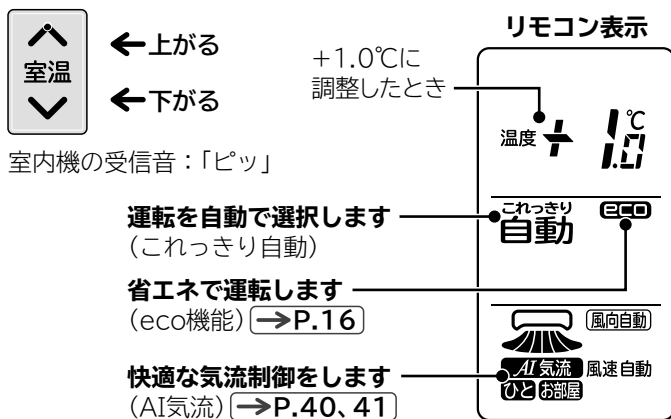 リモコン表示
室温
←上がる
←下がる
+1.0℃に
調整したとき
温度+1.0℃
室内機の受信音：「ピッ」
運転を自動で選択します
(これっきり自動)
これっきり
自動
eco
省エネで運転します
(eco機能)→P.16
風向自動
快適な気流制御をします
(AI気流)→P.40、41
AI気流 風速自動
ひと お部屋